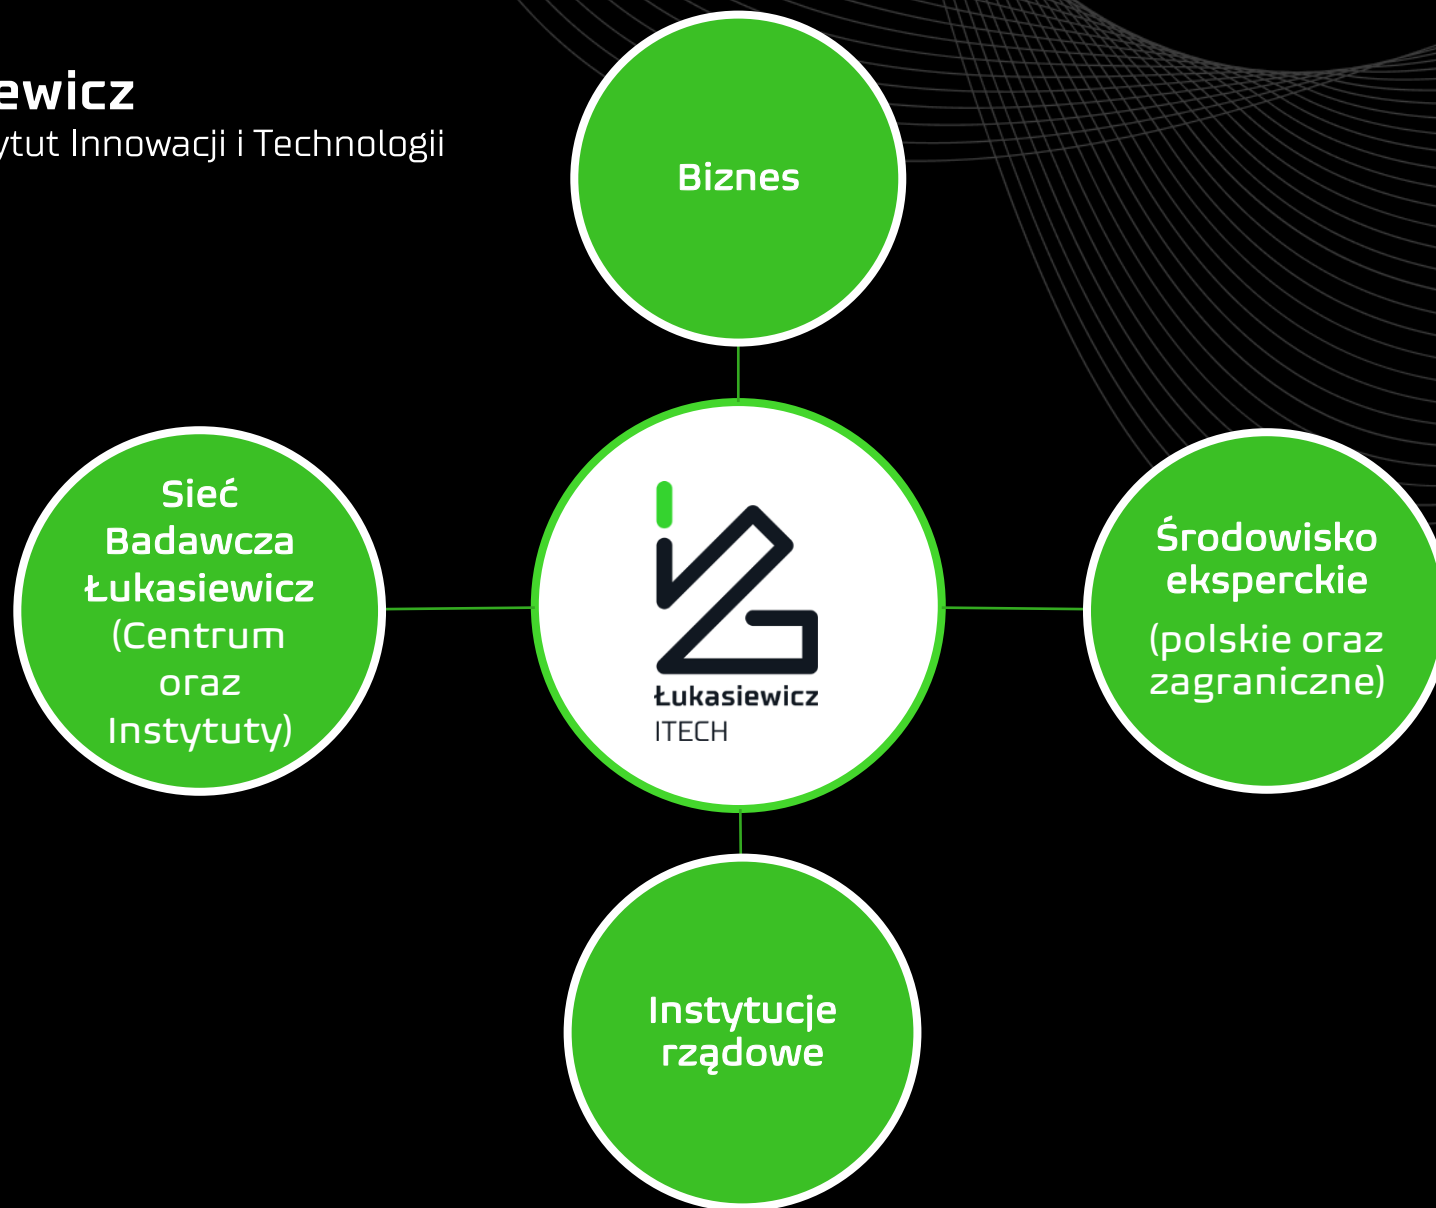 ewicz
ytut Innowacji i Technologii
Biznes
Sieć
Badawcza
Łukasiewicz
(Centrum
oraz
Instytuty)
Łukasiewicz
ITECH
Środowisko
eksperckie
(polskie oraz
zagraniczne)
Instytucje
rządowe